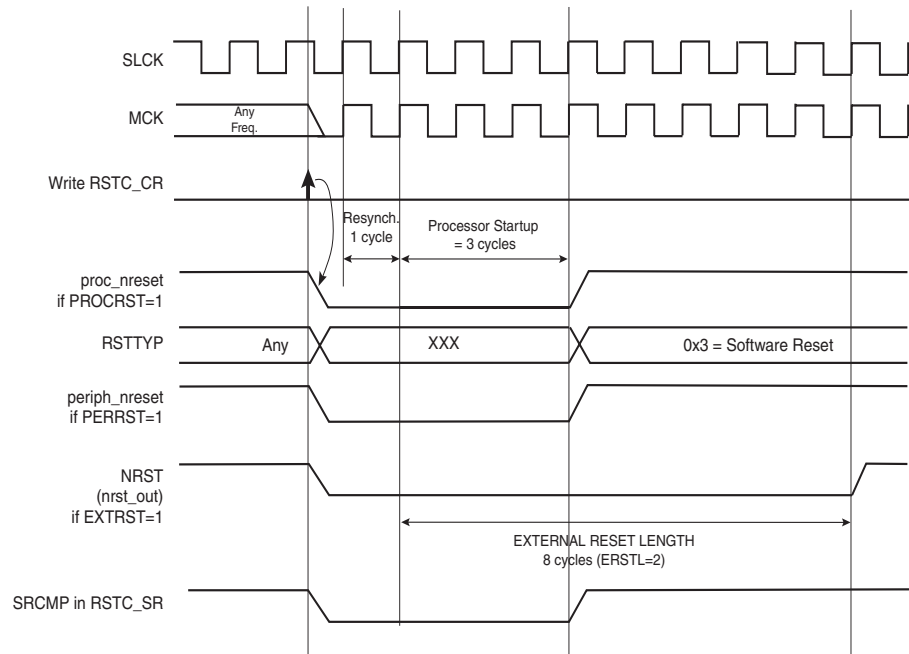 SLCK
MCK
Any
Freq.
Write RSTC_CR
Resynch.
1 cycle
Processor Startup
= 3 cycles
proc_nreset
if PROCRST=1
RSTTYP
Any
XXX
0x3 = Software Reset
periph_nreset
if PERRST=1
NRST
(nrst_out)
if EXTRST=1
EXTERNAL RESET LENGTH
8 cycles (ERSTL=2)
SRCMP in RSTC_SR